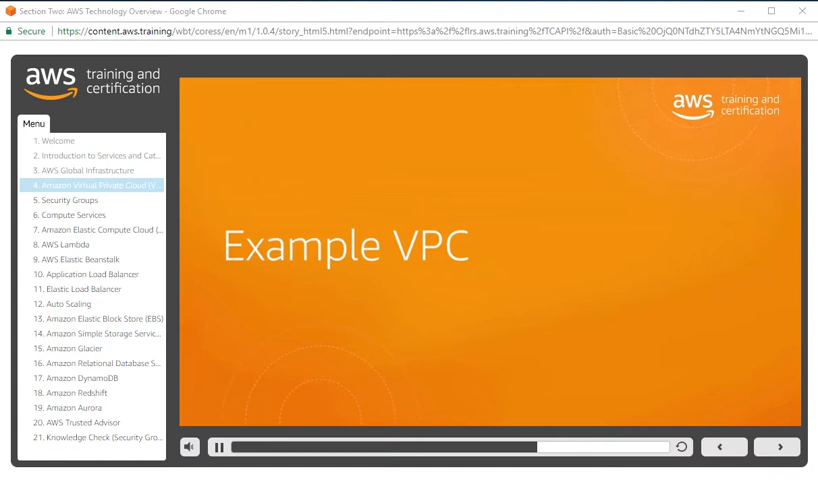 Section Two: AWS Technology Overview - Google Chrome
Secure https://content.aws.training/wbt/coress/en/m1/1.0.4/story_html5.html?endpoint=https%3a%2f%2flrs.aws.training%2fTCAPI%2f&auth=Basic%20OjQ0NTdhZTY5LTA4NmYtNGQ5Mi1...
aws training and
certification
Menu
1. Welcome
2. Introduction to Services and Cat...
3. AWS Global Infrastructure
4. Amazon Virtual Private Cloud (V...
5. Security Groups
6. Compute Services
7. Amazon Elastic Compute Cloud (...
8. AWS Lambda
9. AWS Elastic Beanstalk
10. Application Load Balancer
11. Elastic Load Balancer
12. Auto Scaling
13. Amazon Elastic Block Store (EBS)
14. Amazon Simple Storage Servic...
15. Amazon Glacier
16. Amazon Relational Database S...
17. Amazon DynamoDB
18. Amazon Redshift
19. Amazon Aurora
20. AWS Trusted Advisor
21. Knowledge Check (Security Gro...
aws training and
certification
Example VPC